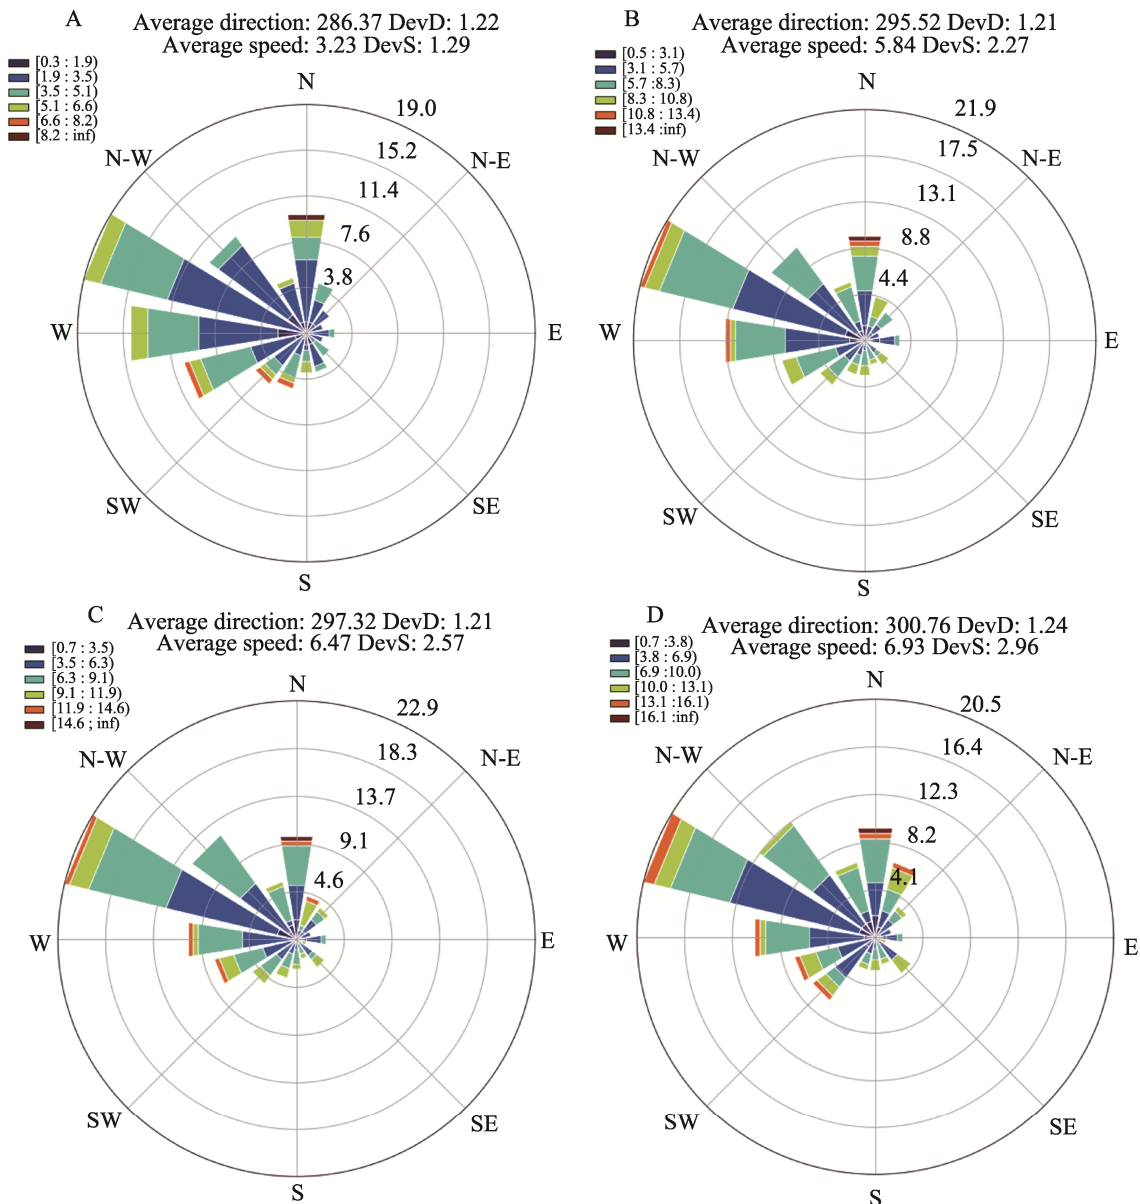 A
Average direction: 286.37 DevD: 1.22
Average speed: 3.23 DevS: 1.29
[0.3 : 1.9)
[1.9 : 3.5)
[3.5 : 5.1)
[5.1 : 6.6)
[6.6 : 8.2)
[8.2 : inf)
N
19.0
15.2
N-W
N-E
11.4
7.6
3.8
W
E
SW
SE
S
B
Average direction: 295.52 DevD: 1.21
Average speed: 5.84 DevS: 2.27
[0.5 : 3.1)
[3.1 : 5.7)
[5.7 :8.3)
[8.3 : 10.8)
[10.8 : 13.4)
[13.4 :inf)
N
21.9
17.5
N-W
N-E
13.1
8.8
4.4
W
E
SW
SE
S
C
Average direction: 297.32 DevD: 1.21
Average speed: 6.47 DevS: 2.57
[0.7 : 3.5)
[3.5 : 6.3)
[6.3 : 9.1)
[9.1 : 11.9)
[11.9 : 14.6)
[14.6 ; inf)
N
22.9
18.3
N-W
N-E
13.7
9.1
4.6
W
E
SW
SE
S
D
Average direction: 300.76 DevD: 1.24
Average speed: 6.93 DevS: 2.96
[0.7 :3.8)
[3.8 : 6.9)
[6.9 :10.0)
[10.0 : 13.1)
[13.1 :16.1)
[16.1 :inf)
N
20.5
16.4
N-W
N-E
12.3
8.2
4.1
W
E
SW
SE
S